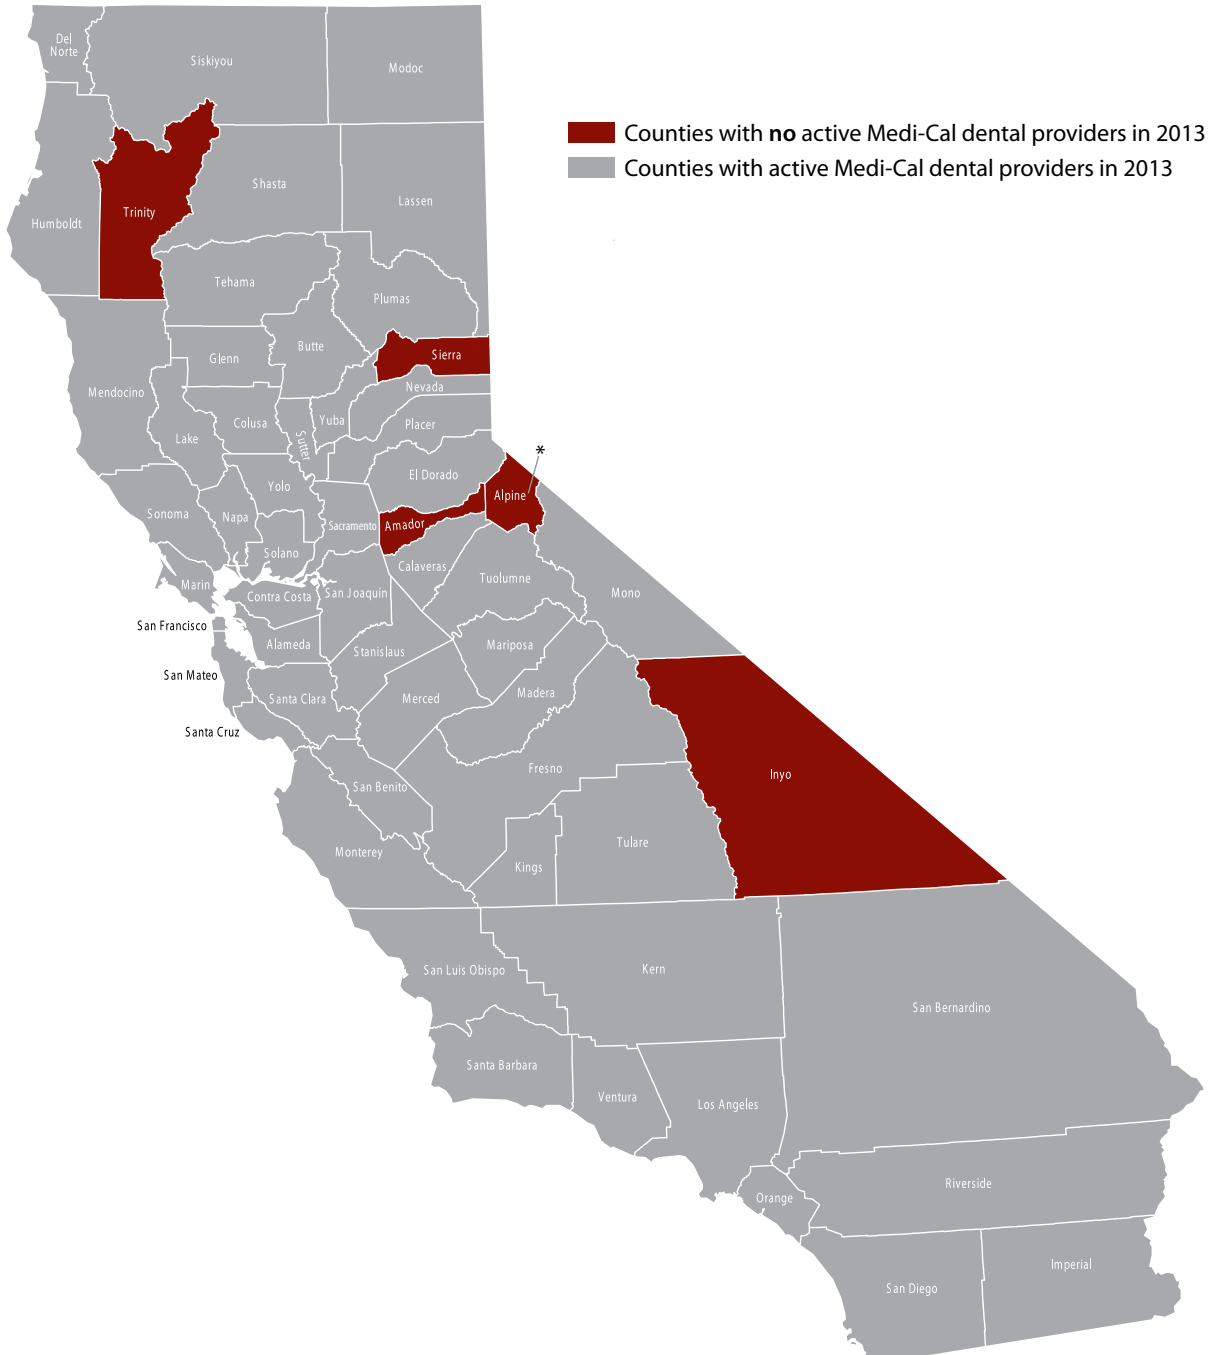 Del
Norte
Siskiyou
Modoc
Counties with no active Medi-Cal dental providers in 2013
Counties with active Medi-Cal dental providers in 2013
Shasta
Lassen
Trinity
Humboldt
Tehama
Plumas
Butte
Sierra
Glenn
Nevada
Mendocino
Yuba
Colusa
Placer
Lake
Sutter
*
El Dorado
Yolo
Alpine
Sonoma
Napa
Sacramento
Amador
Solano
Calaveras
Tuolumne
Marin
Contra Costa
San Joaquin
Mono
San Francisco
Alameda
Stanislaus
Mariposa
San Mateo
Santa Clara
Merced
Madera
Santa Cruz
Fresno
Inyo
San Benito
Tulare
Monterey
Kings
San Luis Obispo
Kern
San Bernardino
Santa Barbara
Ventura
Los Angeles
Riverside
Orange
Imperial
San Diego